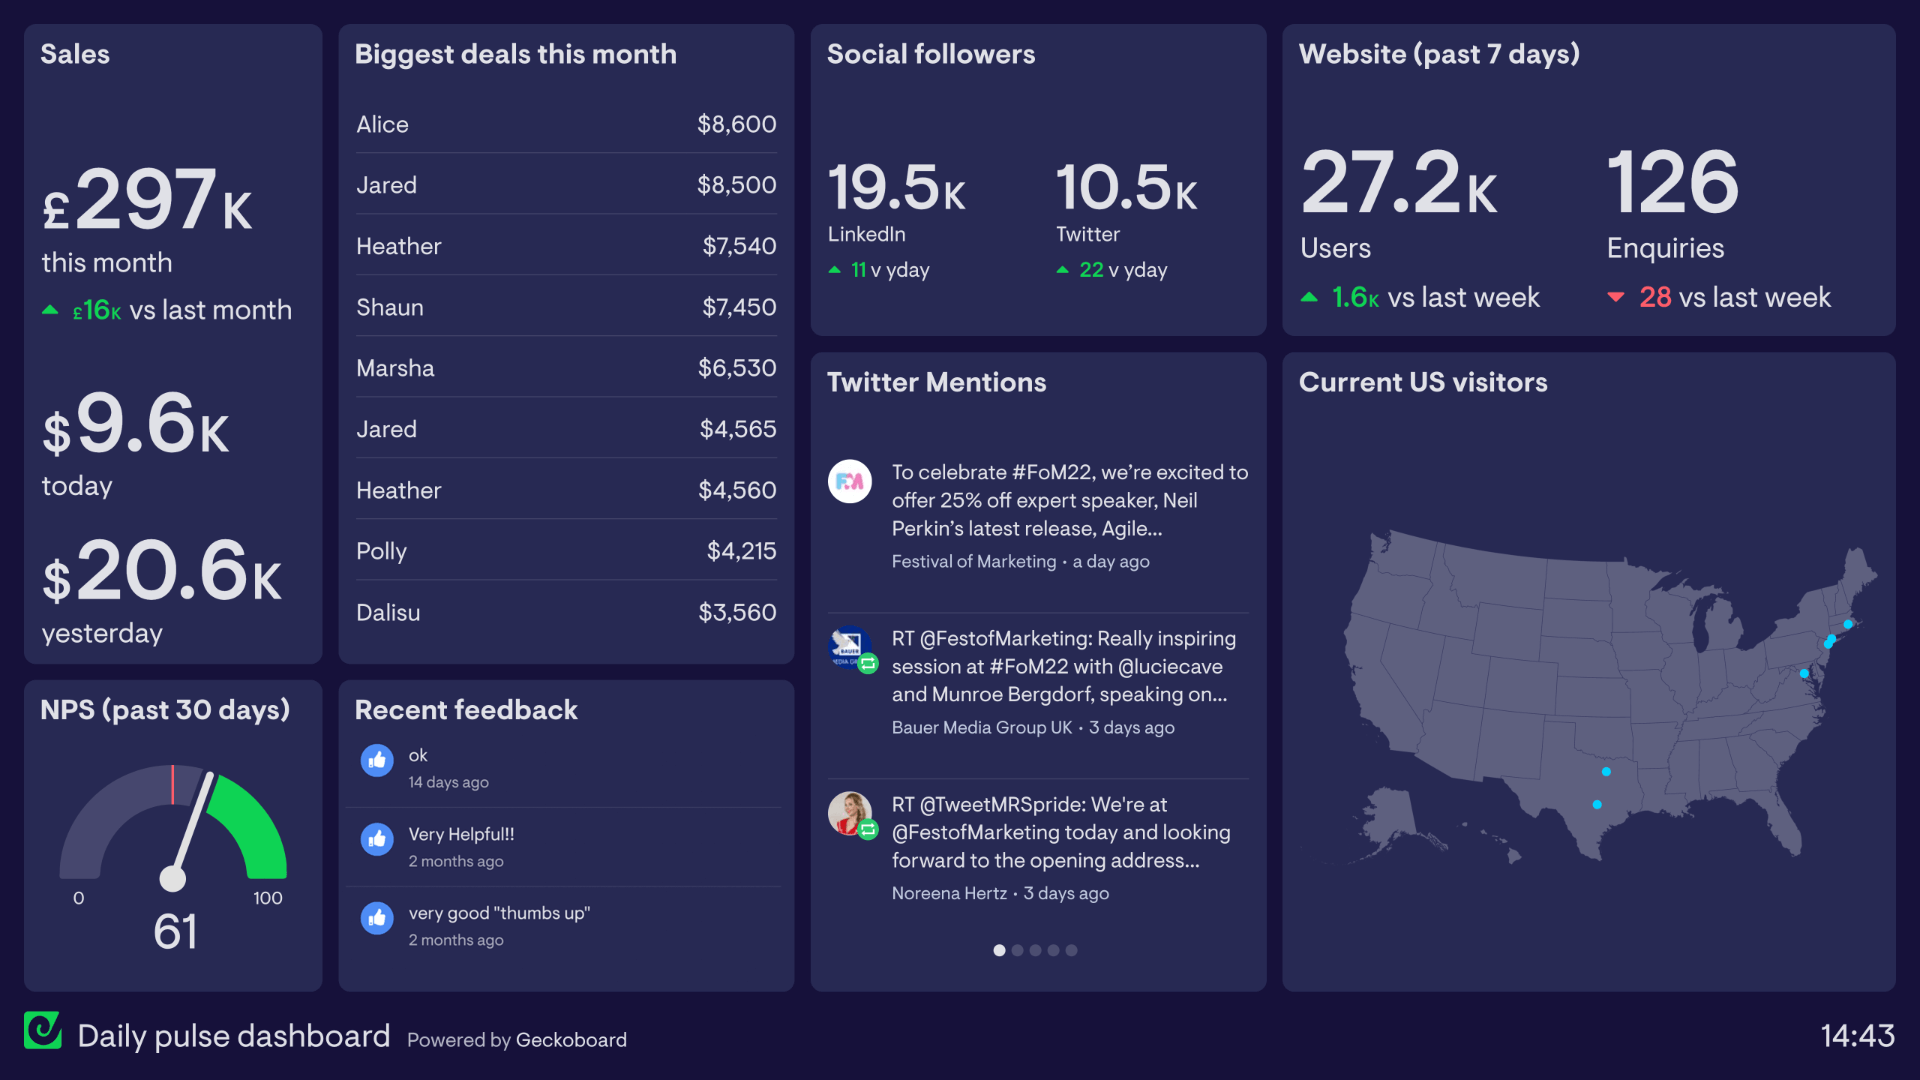 Sales
£297K
this month
£16K vs last month
$9.6K
today
$20.6K
yesterday
Biggest deals this month
Alice $8,600
Jared $8,500
Heather $7,540
Shaun $7,450
Marsha $6,530
Jared $4,565
Heather $4,560
Polly $4,215
Dalisu $3,560
Social followers
19.5K 10.5K
LinkedIn Twitter
11 v yday 22 v yday
Website (past 7 days)
27.2K 126
Users Enquiries
1.6K vs last week 28 vs last week
Twitter Mentions
FOM
To celebrate #FoM22, we’re excited to
offer 25% off expert speaker, Neil
Perkin’s latest release, Agile...
Festival of Marketing · a day ago
BAUER
RT @FestofMarketing: Really inspiring
session at #FoM22 with @luciecave
and Munroe Bergdorf, speaking on...
Bauer Media Group UK · 3 days ago
RT @TweetMRSpride: We're at
@FestofMarketing today and looking
forward to the opening address...
Noreena Hertz · 3 days ago
Current US visitors
NPS (past 30 days)
0 100
61
Recent feedback
ok
14 days ago
Very Helpful!!
2 months ago
very good "thumbs up"
2 months ago
Daily pulse dashboard Powered by Geckoboard
14:43